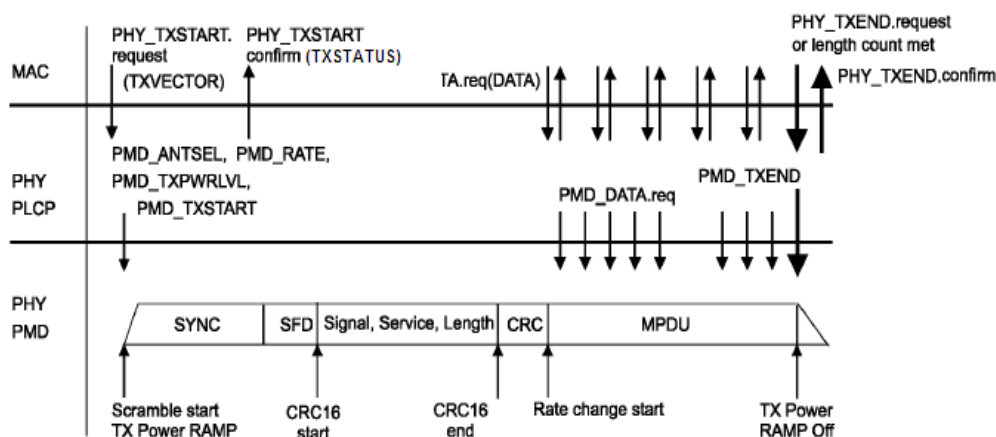 PHY_TXSTART.
request
(TXVECTOR)
PHY_TXSTART
confirm (TXSTATUS)
PHY_TXEND.request
or length count met
MAC
TA.req(DATA)
PHY_TXEND.confirm
PMD_ANTSEL, PMD_RATE,
PMD_TXPWRLVL,
PMD_TXSTART
PHY
PLCP
PMD_DATA.req
PMD_TXEND
PHY
PMD
SYNC
SFD
Signal, Service, Length
CRC
MPDU
Scramble start
TX Power RAMP
CRC16
start
CRC16
end
Rate change start
TX Power
RAMP Off